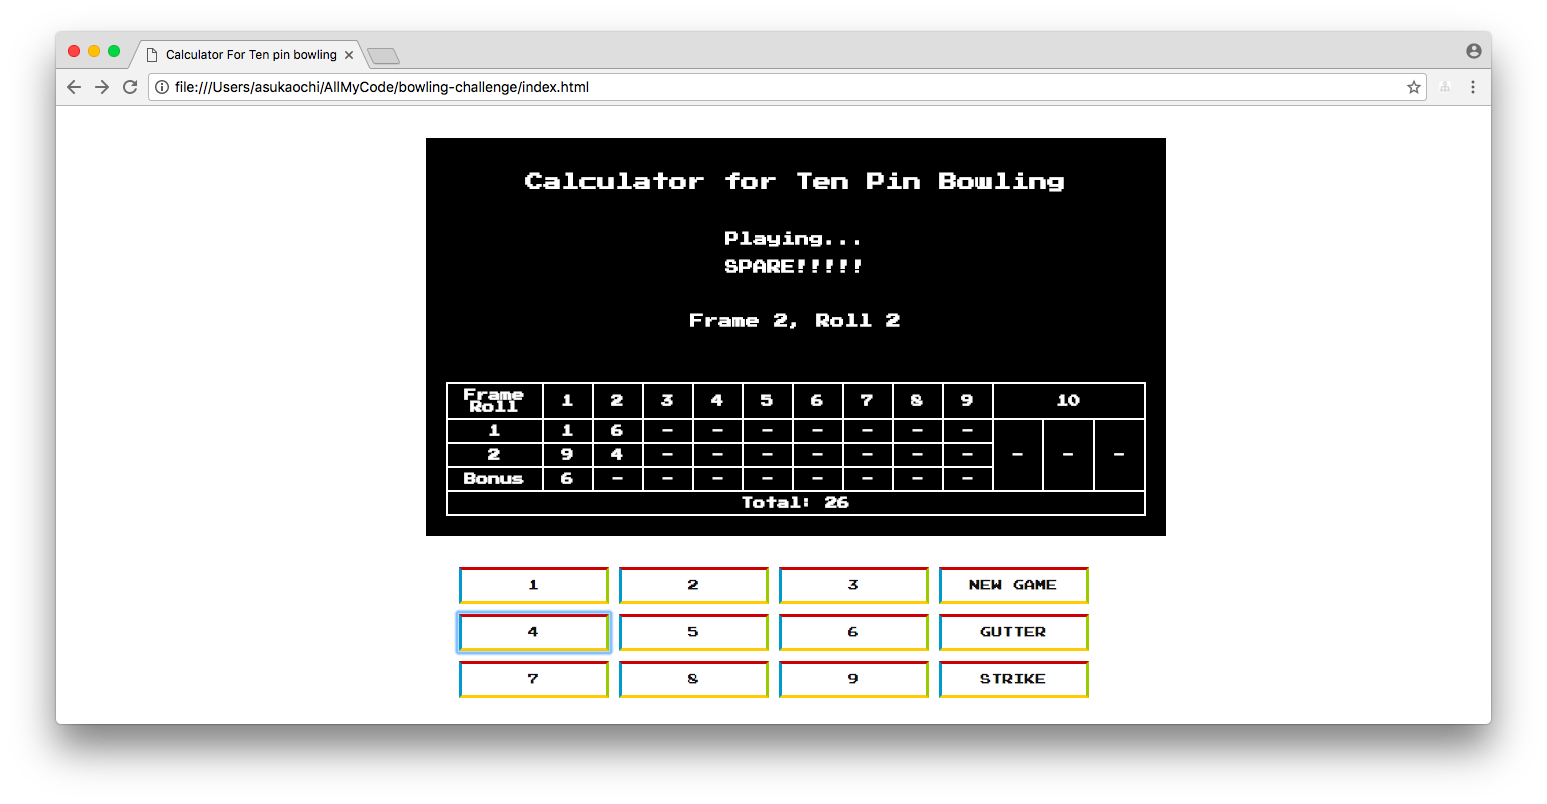 Calculator For Ten pin bowling
file:///Users/asukaochi/AllMyCode/bowling-challenge/index.html
Calculator for Ten Pin Bowling
Playing...
SPARE!!!!!
Frame 2, Roll 2
Frame Roll 1 2 3 4 5 6 7 8 9 10
1 1 6 - - - - - - - - - -
2 9 4 - - - - - - -
Bonus 6 - - - - - - - -
Total: 26
1 2 3 NEW GAME
4 5 6 GUTTER
7 8 9 STRIKE